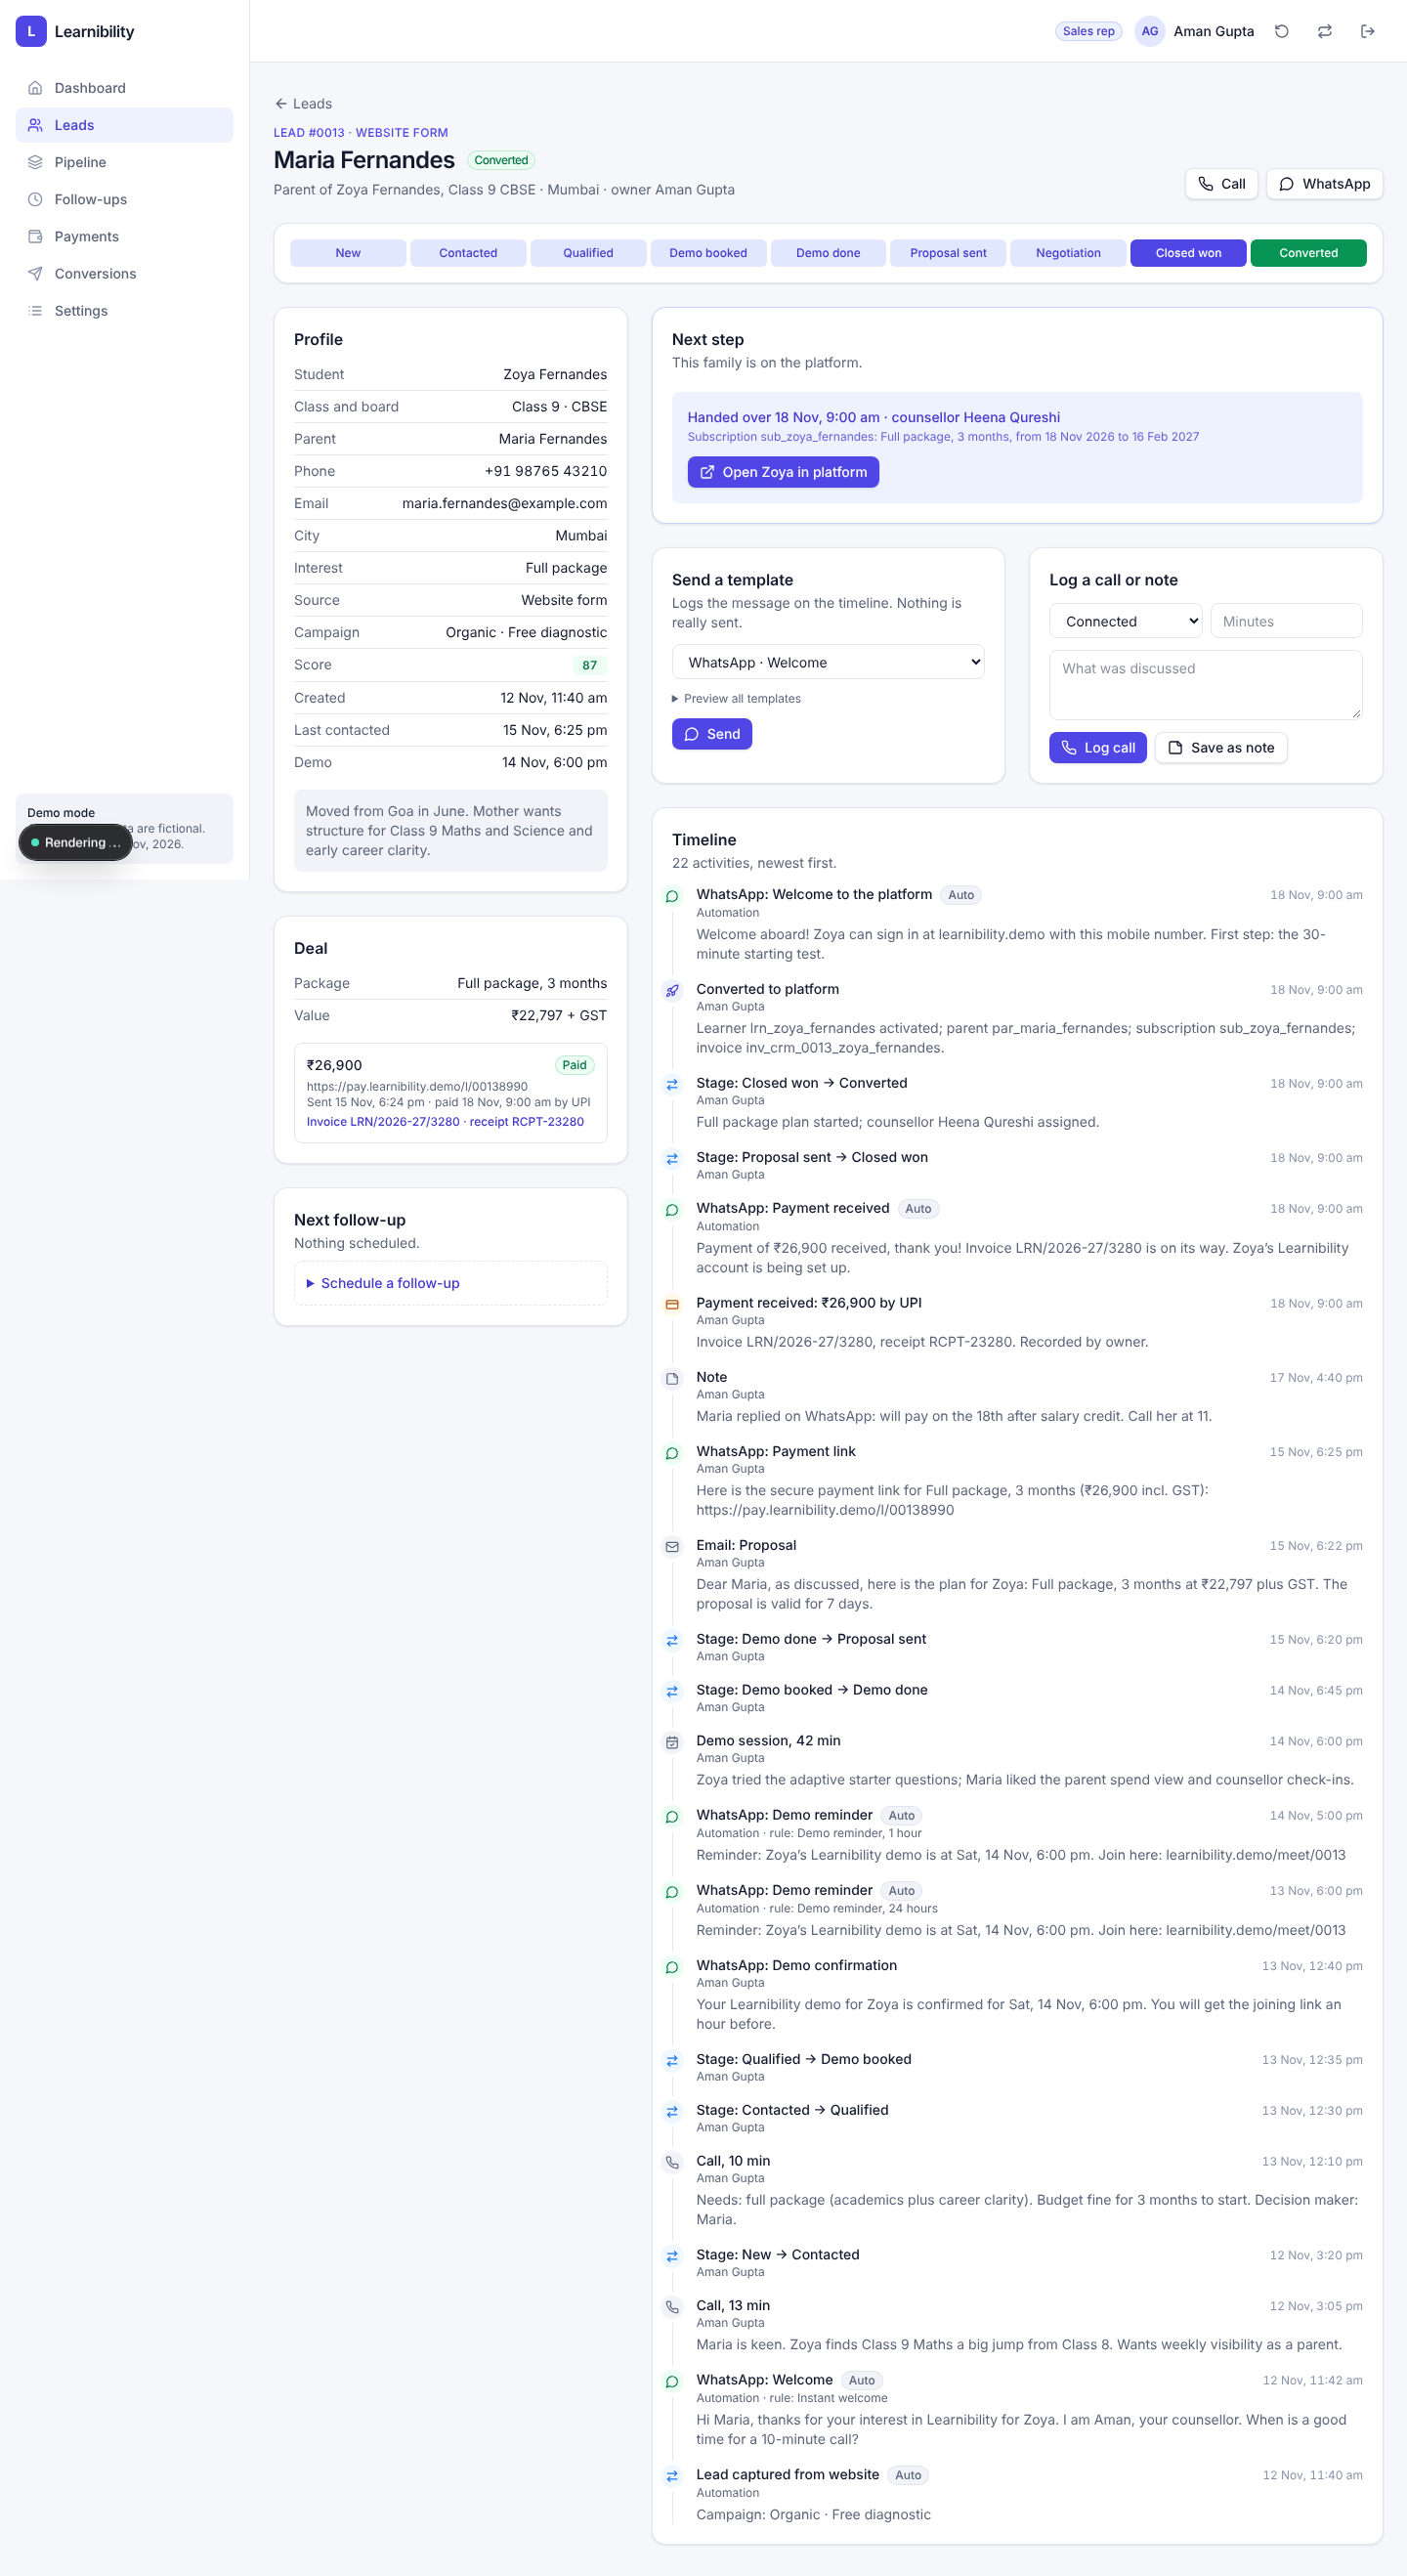 L Learnibility
Dashboard
Leads
Pipeline
Follow-ups
Payments
Conversions
Settings
Demo mode
are fictional.
Rendering ...
2026.
Sales rep AG Aman Gupta
← Leads
LEAD #0013 · WEBSITE FORM
Maria Fernandes Converted
Parent of Zoya Fernandes, Class 9 CBSE · Mumbai · owner Aman Gupta
Call WhatsApp
New Contacted Qualified Demo booked Demo done Proposal sent Negotiation Closed won Converted
Profile
Student Zoya Fernandes
Class and board Class 9 · CBSE
Parent Maria Fernandes
Phone +91 98765 43210
Email maria.fernandes@example.com
City Mumbai
Interest Full package
Source Website form
Campaign Organic · Free diagnostic
Score 87
Created 12 Nov, 11:40 am
Last contacted 15 Nov, 6:25 pm
Demo 14 Nov, 6:00 pm
Moved from Goa in June. Mother wants
structure for Class 9 Maths and Science and
early career clarity.
Deal
Package Full package, 3 months
Value ₹22,797 + GST
₹26,900 Paid
https://pay.learnibility.demo/l/00138990
Sent 15 Nov, 6:24 pm · paid 18 Nov, 9:00 am by UPI
Invoice LRN/2026-27/3280 · receipt RCPT-23280
Next follow-up
Nothing scheduled.
Schedule a follow-up
Next step
This family is on the platform.
Handed over 18 Nov, 9:00 am · counsellor Heena Qureshi
Subscription sub_zoya_fernandes: Full package, 3 months, from 18 Nov 2026 to 16 Feb 2027
Open Zoya in platform
Send a template
Logs the message on the timeline. Nothing is
really sent.
WhatsApp · Welcome
Preview all templates
Send
Log a call or note
Connected Minutes
What was discussed
Log call Save as note
Timeline
22 activities, newest first.
WhatsApp: Welcome to the platform Auto 18 Nov, 9:00 am
Automation
Welcome aboard! Zoya can sign in at learnibility.demo with this mobile number. First step: the 30-
minute starting test.
Converted to platform 18 Nov, 9:00 am
Aman Gupta
Learner lrn_zoya_fernandes activated; parent par_maria_fernandes; subscription sub_zoya_fernandes;
invoice inv_crm_0013_zoya_fernandes.
Stage: Closed won → Converted 18 Nov, 9:00 am
Aman Gupta
Full package plan started; counsellor Heena Qureshi assigned.
Stage: Proposal sent → Closed won 18 Nov, 9:00 am
Aman Gupta
WhatsApp: Payment received Auto 18 Nov, 9:00 am
Automation
Payment of ₹26,900 received, thank you! Invoice LRN/2026-27/3280 is on its way. Zoya's Learnibility
account is being set up.
Payment received: ₹26,900 by UPI 18 Nov, 9:00 am
Aman Gupta
Invoice LRN/2026-27/3280, receipt RCPT-23280. Recorded by owner.
Note 17 Nov, 4:40 pm
Aman Gupta
Maria replied on WhatsApp: will pay on the 18th after salary credit. Call her at 11.
WhatsApp: Payment link 15 Nov, 6:25 pm
Aman Gupta
Here is the secure payment link for Full package, 3 months (₹26,900 incl. GST):
https://pay.learnibility.demo/l/00138990
Email: Proposal 15 Nov, 6:22 pm
Aman Gupta
Dear Maria, as discussed, here is the plan for Zoya: Full package, 3 months at ₹22,797 plus GST. The
proposal is valid for 7 days.
Stage: Demo done → Proposal sent 15 Nov, 6:20 pm
Aman Gupta
Stage: Demo booked → Demo done 14 Nov, 6:45 pm
Aman Gupta
Demo session, 42 min 14 Nov, 6:00 pm
Aman Gupta
Zoya tried the adaptive starter questions; Maria liked the parent spend view and counsellor check-ins.
WhatsApp: Demo reminder Auto 14 Nov, 5:00 pm
Automation · rule: Demo reminder, 1 hour
Reminder: Zoya's Learnibility demo is at Sat, 14 Nov, 6:00 pm. Join here: learnibility.demo/meet/0013
WhatsApp: Demo reminder Auto 13 Nov, 6:00 pm
Automation · rule: Demo reminder, 24 hours
Reminder: Zoya's Learnibility demo is at Sat, 14 Nov, 6:00 pm. Join here: learnibility.demo/meet/0013
WhatsApp: Demo confirmation 13 Nov, 12:40 pm
Aman Gupta
Your Learnibility demo for Zoya is confirmed for Sat, 14 Nov, 6:00 pm. You will get the joining link an
hour before.
Stage: Qualified → Demo booked 13 Nov, 12:35 pm
Aman Gupta
Stage: Contacted → Qualified 13 Nov, 12:30 pm
Aman Gupta
Call, 10 min 13 Nov, 12:10 pm
Aman Gupta
Needs: full package (academics plus career clarity). Budget fine for 3 months to start. Decision maker:
Maria.
Stage: New → Contacted 12 Nov, 3:20 pm
Aman Gupta
Call, 13 min 12 Nov, 3:05 pm
Aman Gupta
Maria is keen. Zoya finds Class 9 Maths a big jump from Class 8. Wants weekly visibility as a parent.
WhatsApp: Welcome Auto 12 Nov, 11:42 am
Automation · rule: Instant welcome
Hi Maria, thanks for your interest in Learnibility for Zoya. I am Aman, your counsellor. When is a good
time for a 10-minute call?
Lead captured from website Auto 12 Nov, 11:40 am
Automation
Campaign: Organic · Free diagnostic